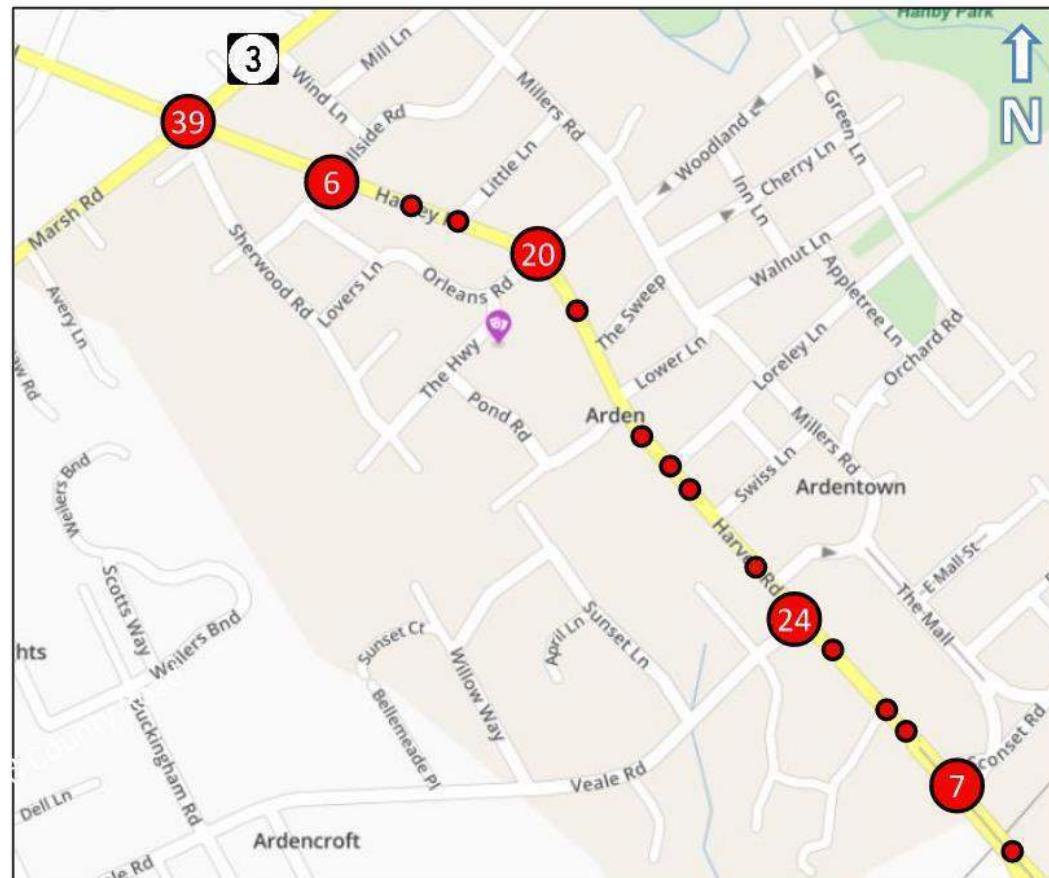 Hanby Park
3
N
39
6
20
24
7
Mill Ln
Wind Ln
Millers Rd
Little Ln
Woodland
Green Ln
Cherry Ln
Inn Ln
Walnut Ln
Appletree Ln
Orchard Rd
Marsh Rd
Sherwood Rd
Lovers Ln
Orleans Rd
The Hwy
Pond Rd
The Sweep
Lower Ln
Loreley Ln
Avery Ln
Arden
Swiss Ln
Millers Rd
Ardentown
Harvey Rd
E Mall St
The Mall
Weilers Bnd
Scotts Way
Weilers Bnd
Buckingham Rd
Sunset Ct
Bellemeade Pl
Willow Way
April Ln
Sunset Ln
Veale Rd
Sconset Rd
Dell Ln
Ardencroft
hts